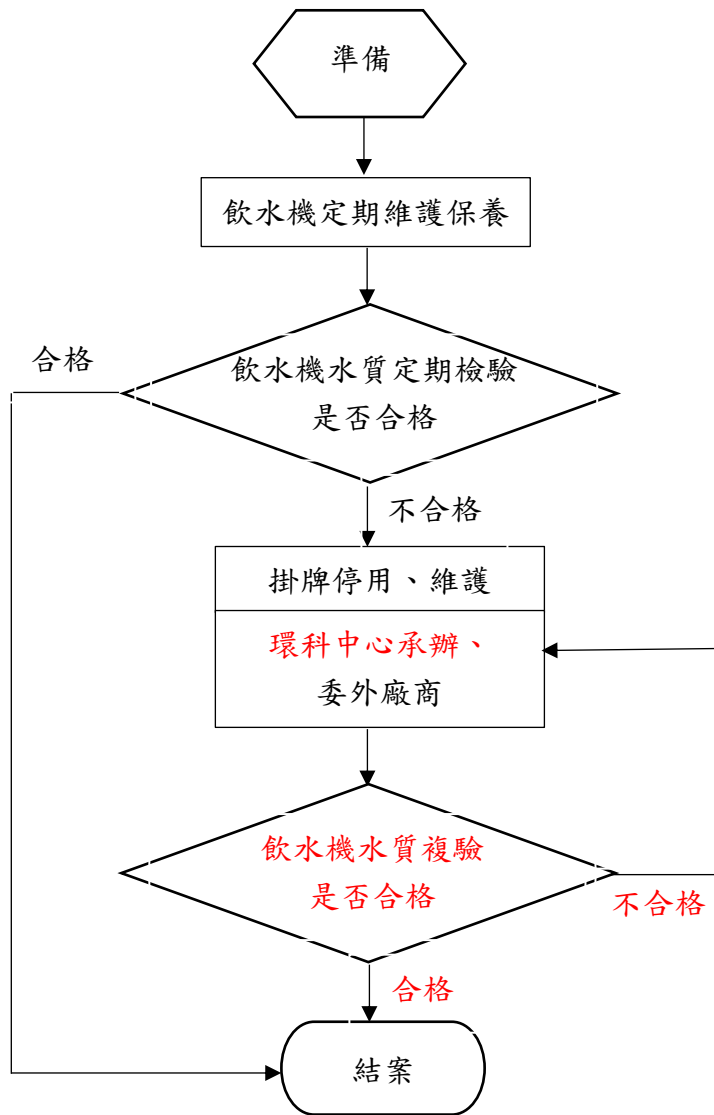 準備
飲水機定期維護保養
合格
飲水機水質定期檢驗
是否合格
不合格
掛牌停用、維護
環科中心承辦、
委外廠商
飲水機水質複驗
是否合格
不合格
合格
結案